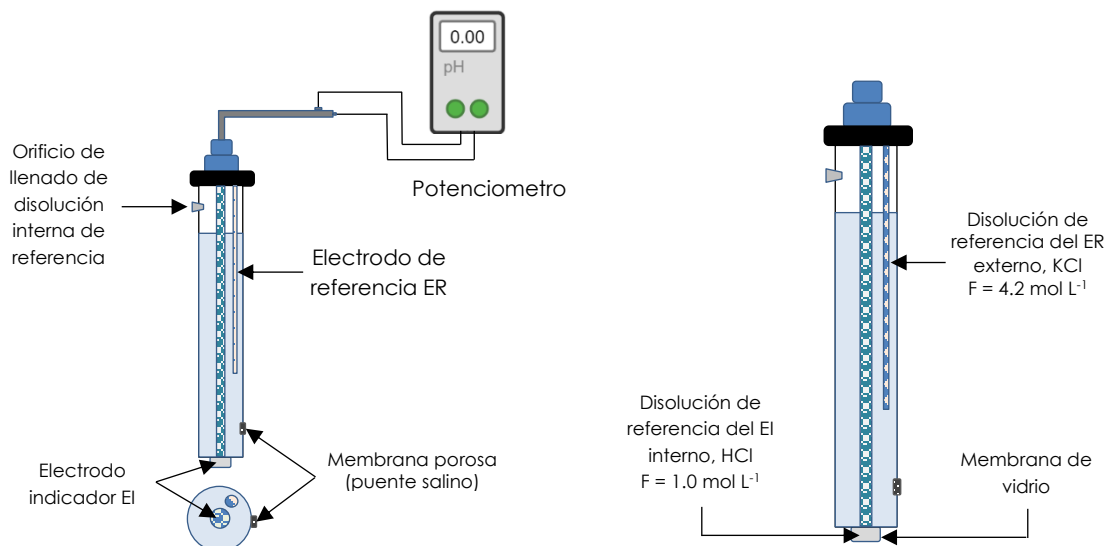 0.00
pH
Orificio de
llenado de
disolución
interna de
referencia
Potenciometro
Electrodo de
referencia ER
Electrodo
indicador EI
Membrana porosa
(puente salino)
Disolución de
referencia del ER
externo, KCl
F = 4.2 mol L⁻¹
Disolución de
referencia del EI
interno, HCl
F = 1.0 mol L⁻¹
Membrana de
vidrio